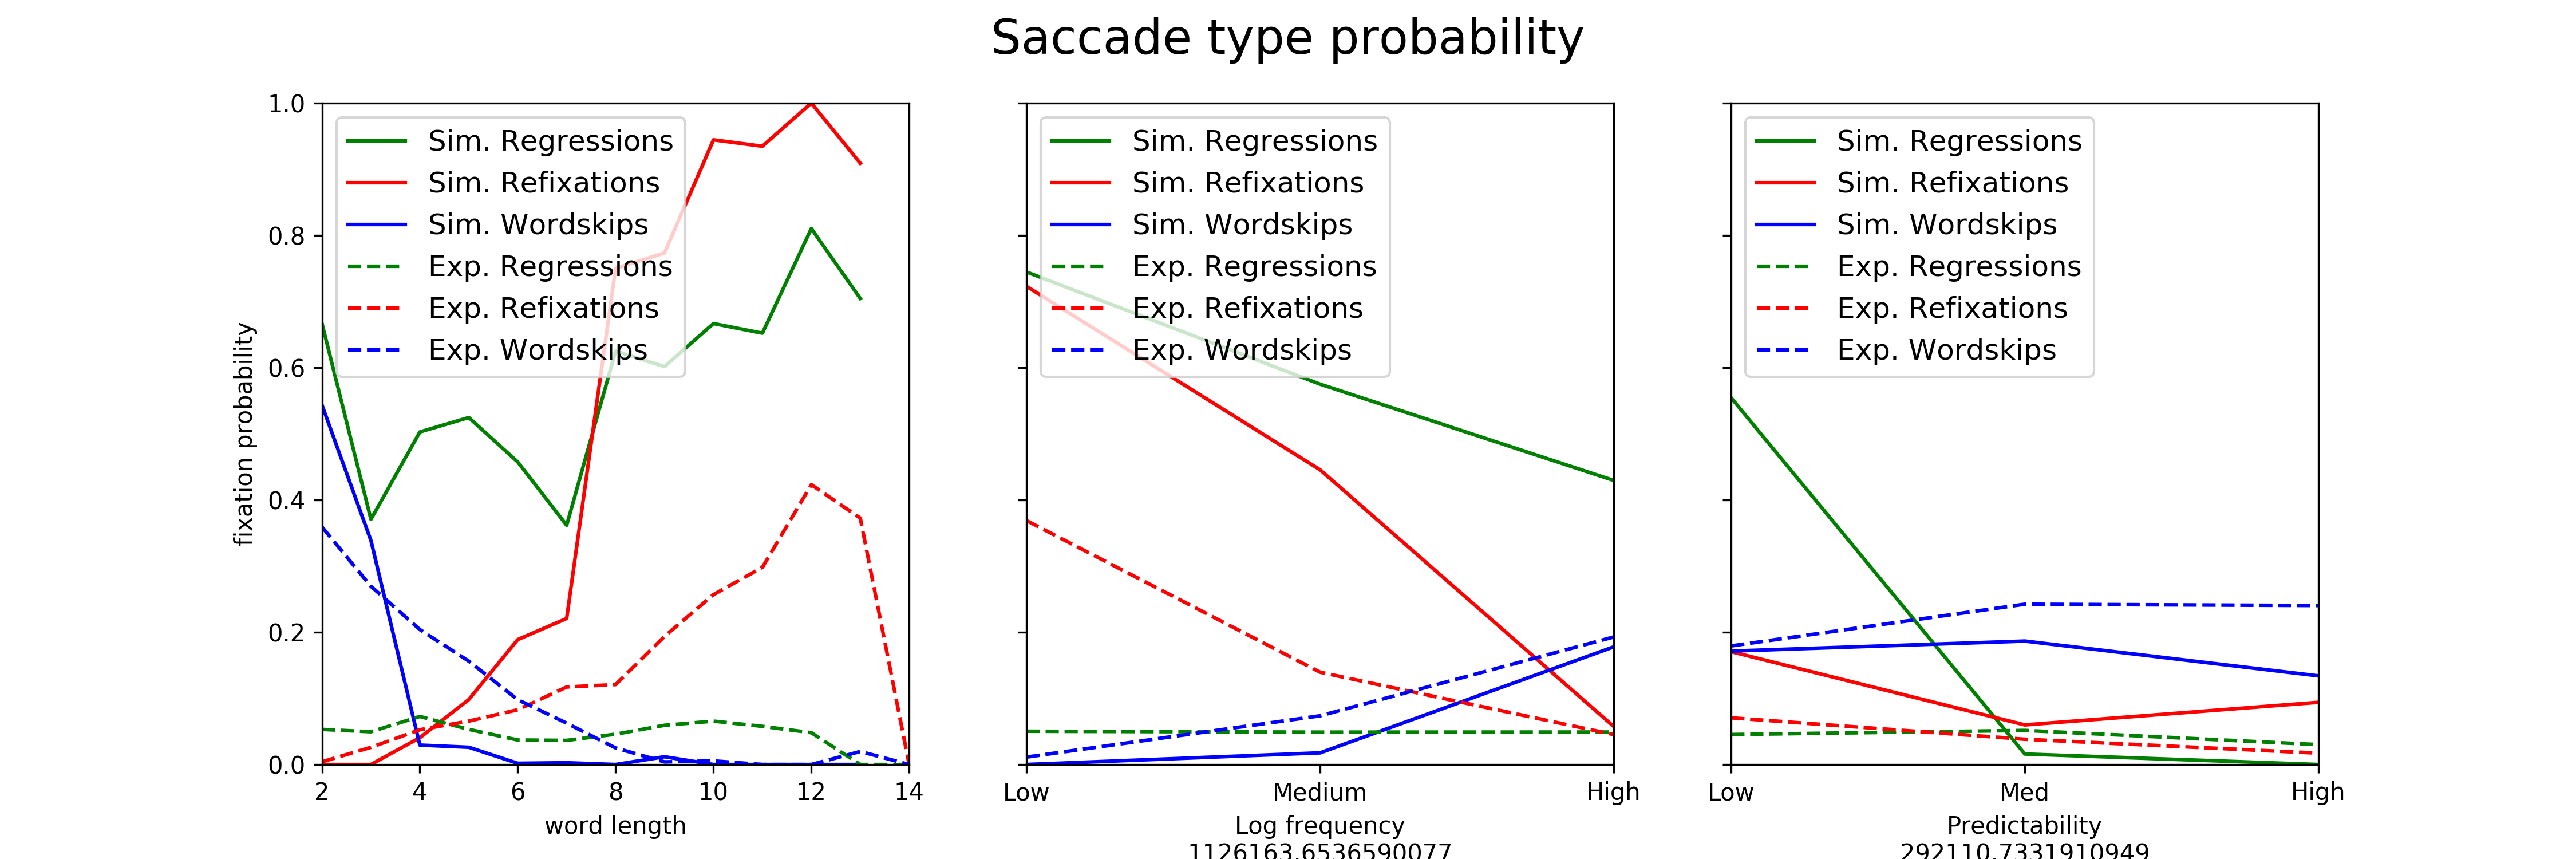 Saccade type probability
fixation probability
1.0
0.8
0.6
0.4
0.2
0.0
Sim. Regressions
Sim. Refixations
Sim. Wordskips
Exp. Regressions
Exp. Refixations
Exp. Wordskips
2 4 6 8 10 12 14
word length
Sim. Regressions
Sim. Refixations
Sim. Wordskips
Exp. Regressions
Exp. Refixations
Exp. Wordskips
Low Medium High
Log frequency
1126163.6536590077
Sim. Regressions
Sim. Refixations
Sim. Wordskips
Exp. Regressions
Exp. Refixations
Exp. Wordskips
Low Med High
Predictability
292110.7331910949